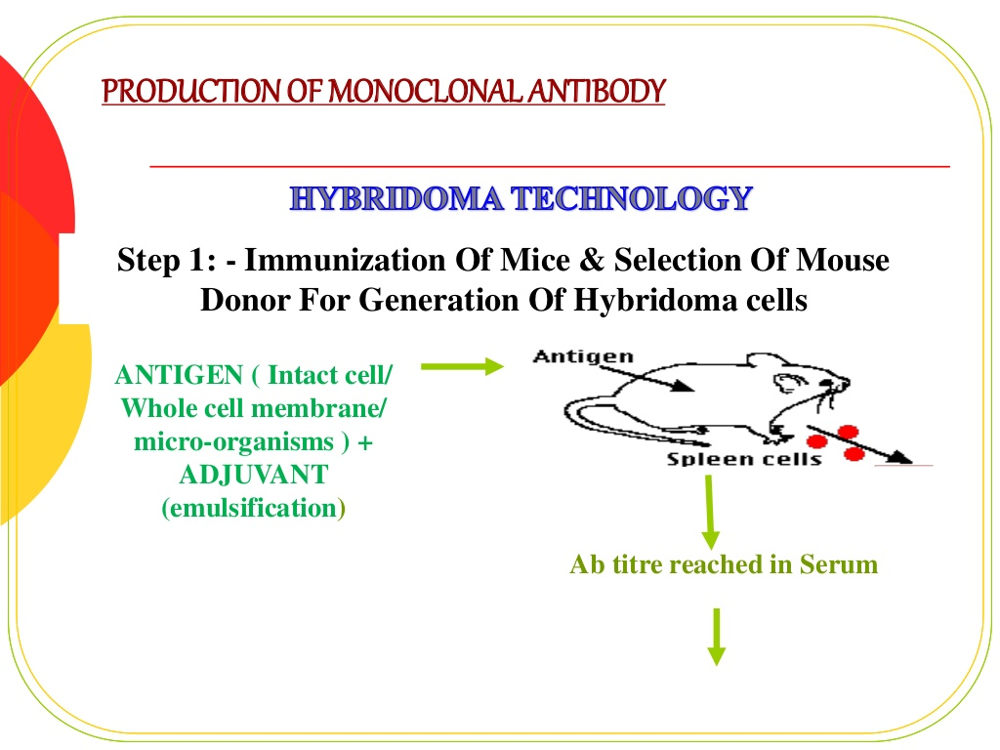 PRODUCTION OF MONOCLONAL ANTIBODY
HYBRIDOMA TECHNOLOGY
Step 1: - Immunization Of Mice & Selection Of Mouse
Donor For Generation Of Hybridoma cells
ANTIGEN ( Intact cell/
Whole cell membrane/
micro-organisms ) +
ADJUVANT
(emulsification)
Antigen
Spleen cells
Ab titre reached in Serum